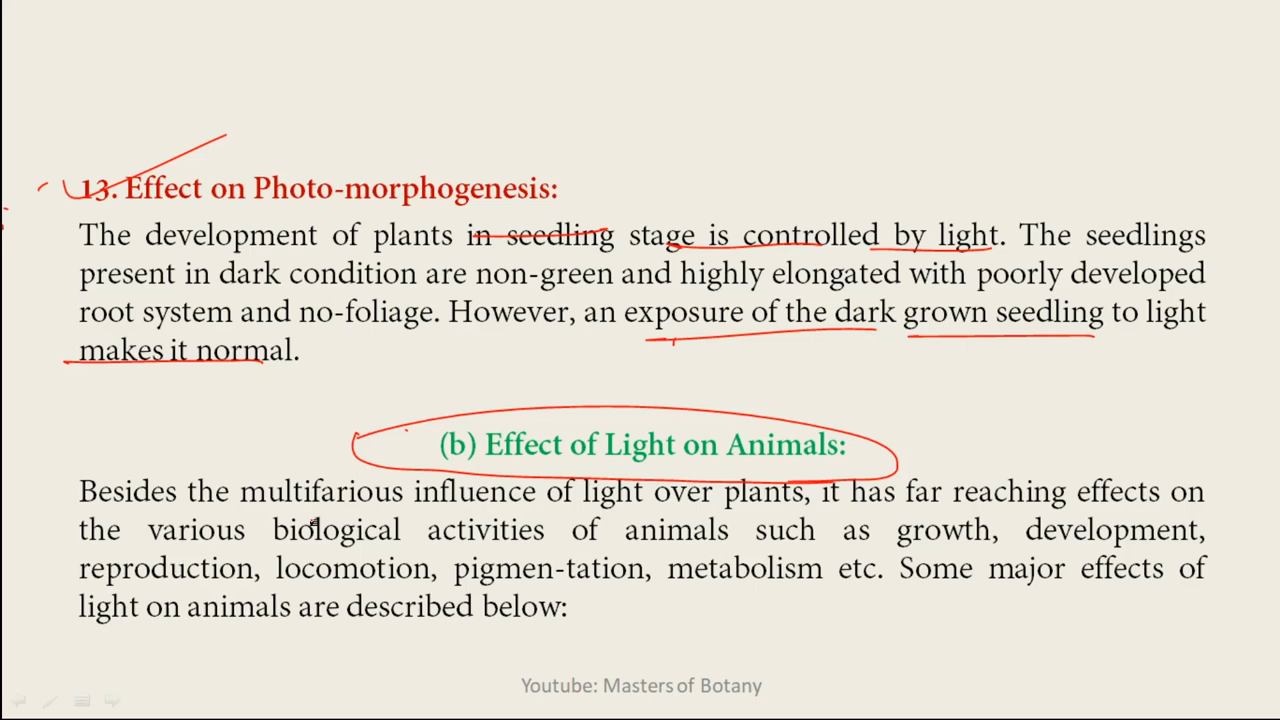 13. Effect on Photo-morphogenesis:
The development of plants in seedling stage is controlled by light. The seedlings
present in dark condition are non-green and highly elongated with poorly developed
root system and no-foliage. However, an exposure of the dark grown seedling to light
makes it normal.
(b) Effect of Light on Animals:
Besides the multifarious influence of light over plants, it has far reaching effects on
the various biological activities of animals such as growth, development,
reproduction, locomotion, pigmen-tation, metabolism etc. Some major effects of
light on animals are described below:
Youtube: Masters of Botany